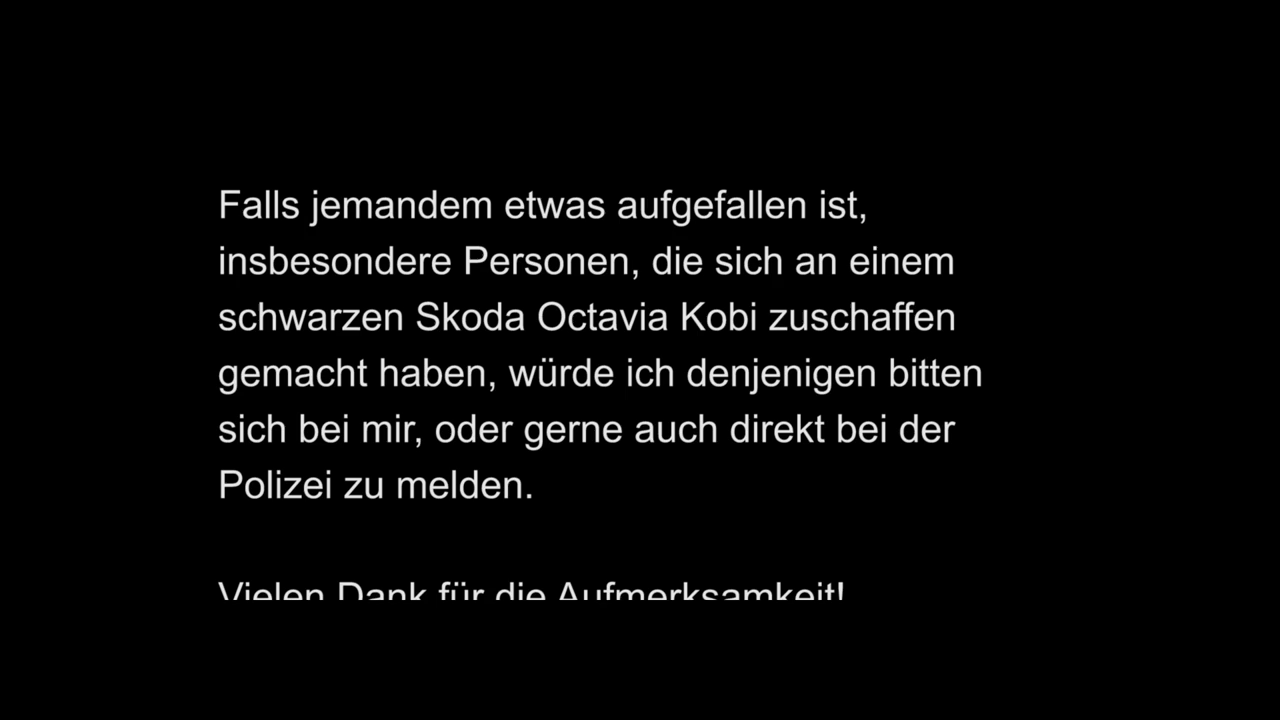 Falls jemandem etwas aufgefallen ist,
insbesondere Personen, die sich an einem
schwarzen Skoda Octavia Kobi zuschaffen
gemacht haben, würde ich denjenigen bitten
sich bei mir, oder gerne auch direkt bei der
Polizei zu melden.
Vielen Dank für die Aufmerksamkeit!